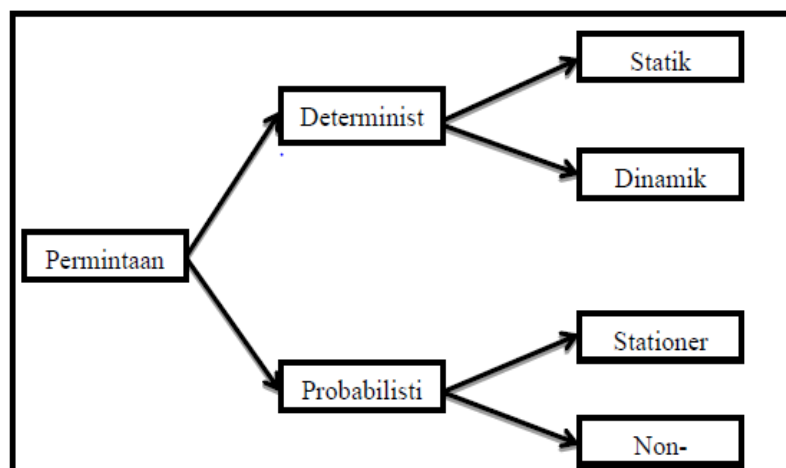 Permintaan
Determinist
Statik
Dinamik
Probabilisti
Stationer
Non-